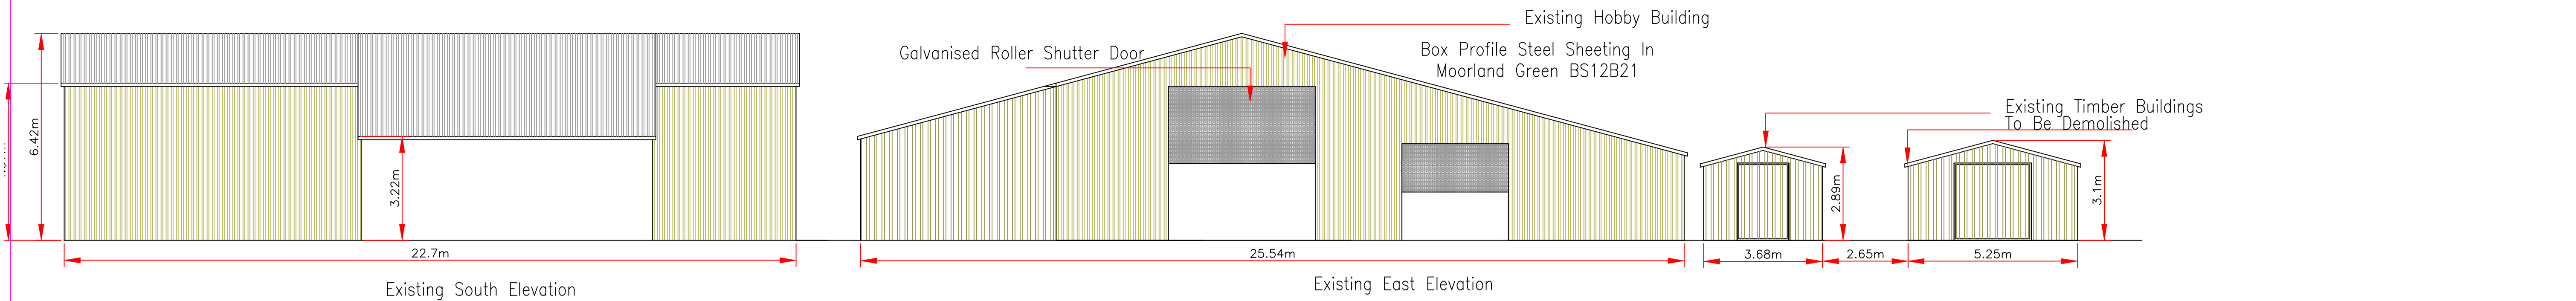 Existing Hobby Building
Galvanised Roller Shutter Door
Box Profile Steel Sheeting In
Moorland Green BS12B21
Existing Timber Buildings
To Be Demolished
6.42m
3.22m
2.89m
3.1m
22.7m
25.54m
3.68m
2.65m
5.25m
Existing South Elevation
Existing East Elevation